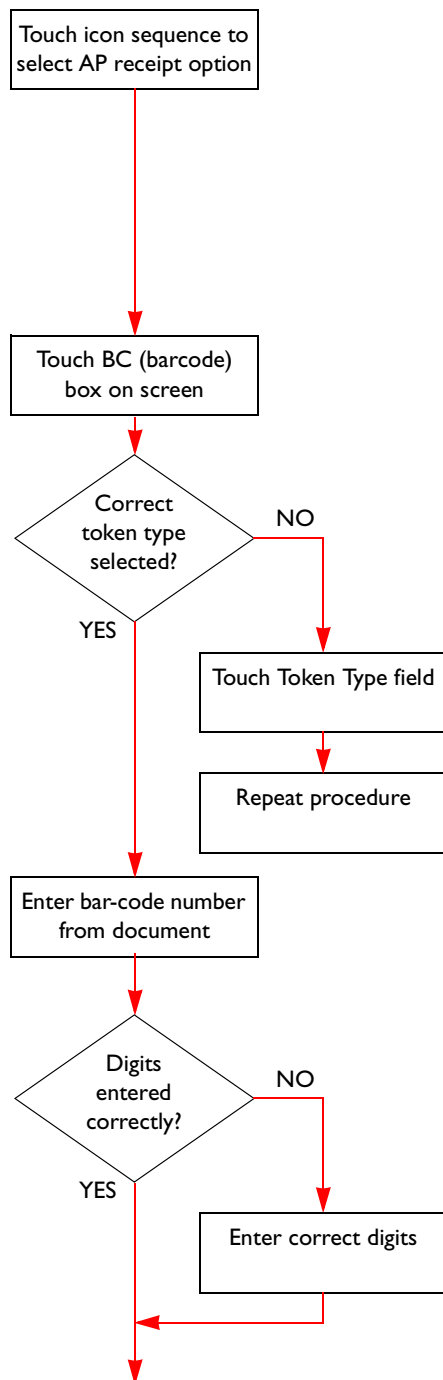 Touch icon sequence to
select AP receipt option
Touch BC (barcode)
box on screen
Correct
token type
selected?
NO
YES
Touch Token Type field
Repeat procedure
Enter bar-code number
from document
Digits
entered
correctly?
NO
YES
Enter correct digits